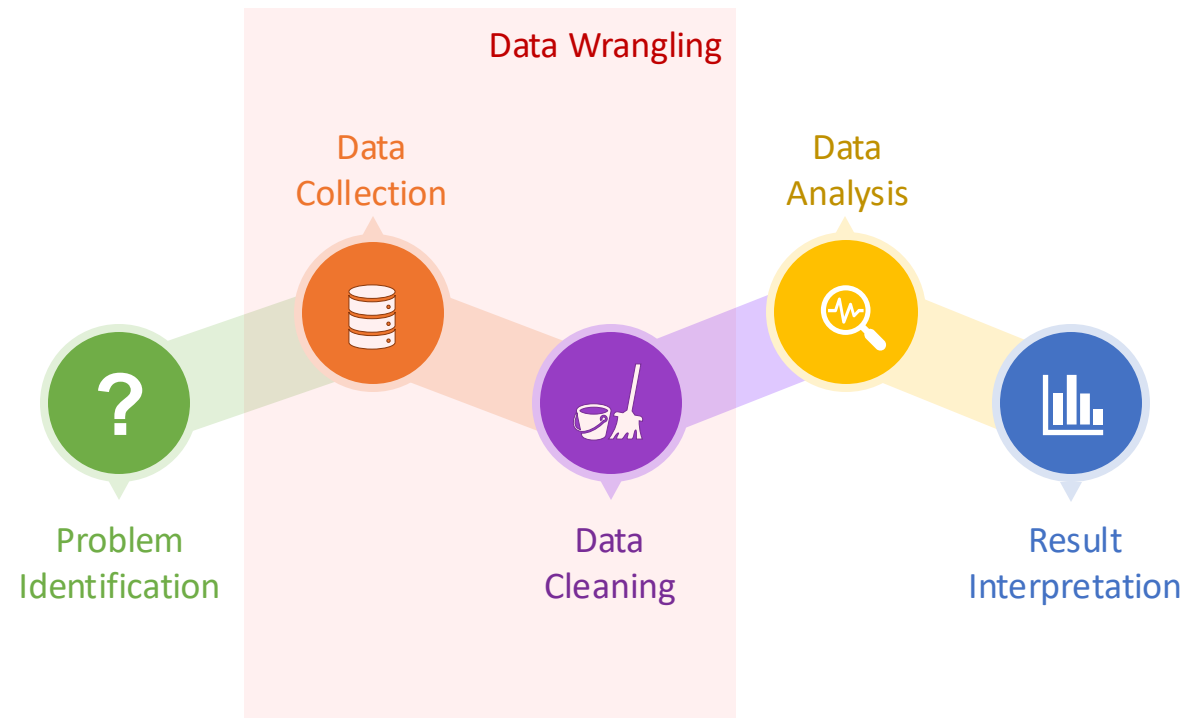 Data Wrangling
Data
Collection
Data
Analysis
?
Problem
Identification
Data
Cleaning
Result
Interpretation